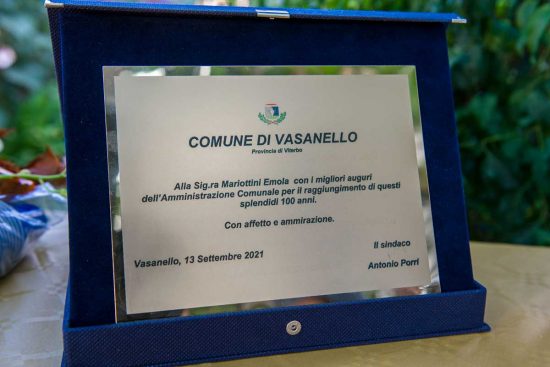 COMUNE DI VASANELLO
Provincia di Viterbo
Alla Sig.ra Mariottini Emola con i migliori auguri
dell'Amministrazione Comunale per il raggiungimento di questi
splendidi 100 anni.
Con affetto e ammirazione.
Vasanello, 13 Settembre 2021
Il sindaco
Antonio Porri